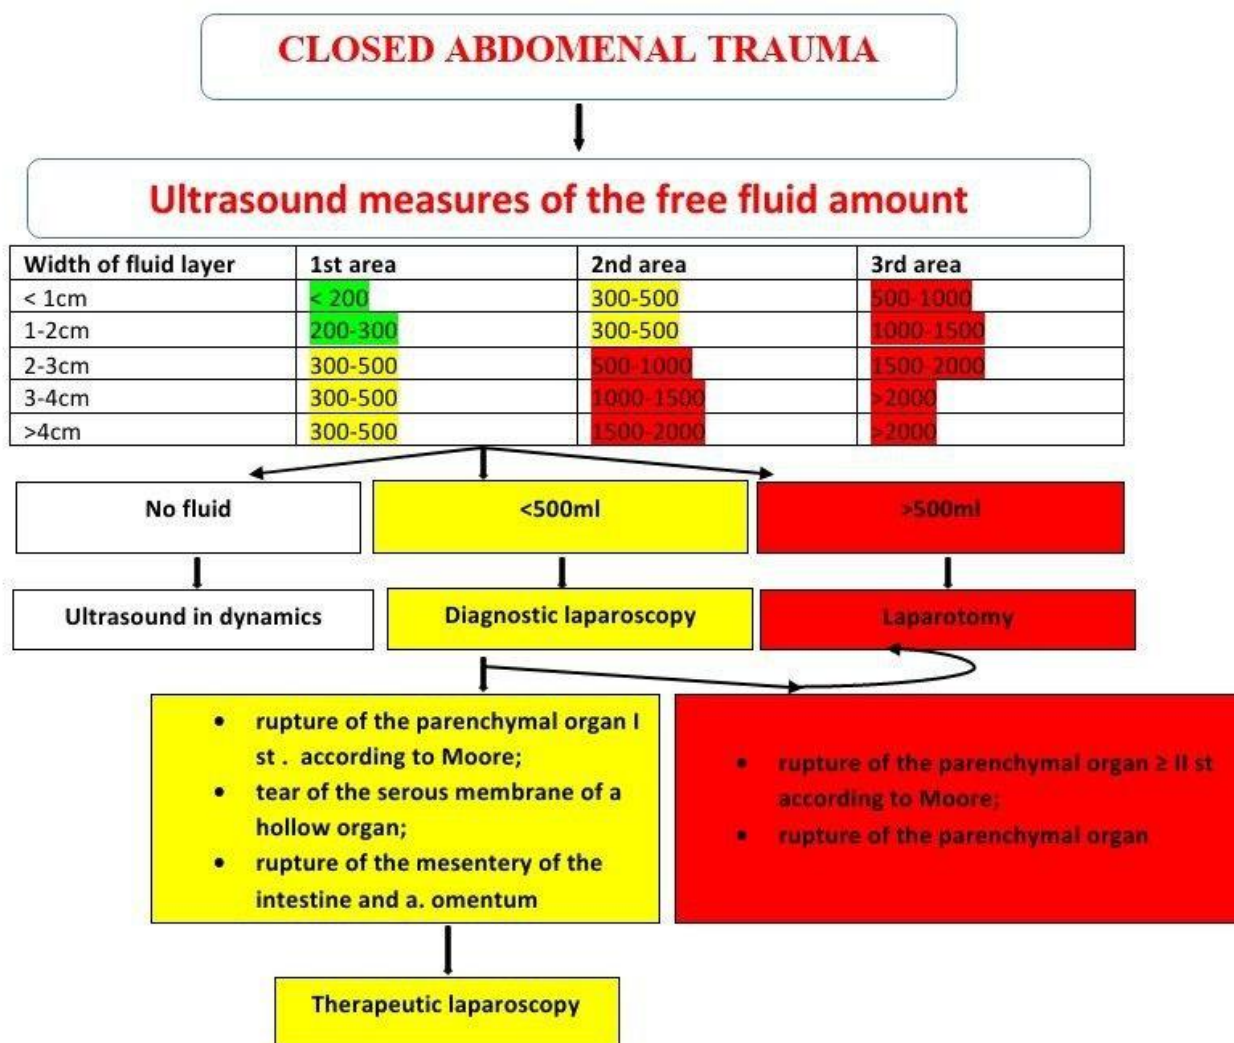 CLOSED ABDOMENAL TRAUMA
Ultrasound measures of the free fluid amount
Width of fluid layer 1st area 2nd area 3rd area
< 1cm < 200 300-500 500-1000
1-2cm 200-300 300-500 1000-1500
2-3cm 300-500 500-1000 1500-2000
3-4cm 300-500 1000-1500 >2000
>4cm 300-500 1500-2000 >2000
No fluid <500ml >500ml
Ultrasound in dynamics Diagnostic laparoscopy Laparotomy
• rupture of the parenchymal organ I
st . according to Moore;
• tear of the serous membrane of a
hollow organ;
• rupture of the mesentery of the
intestine and a. omentum
• rupture of the parenchymal organ ≥ II st
according to Moore;
• rupture of the parenchymal organ
Therapeutic laparoscopy